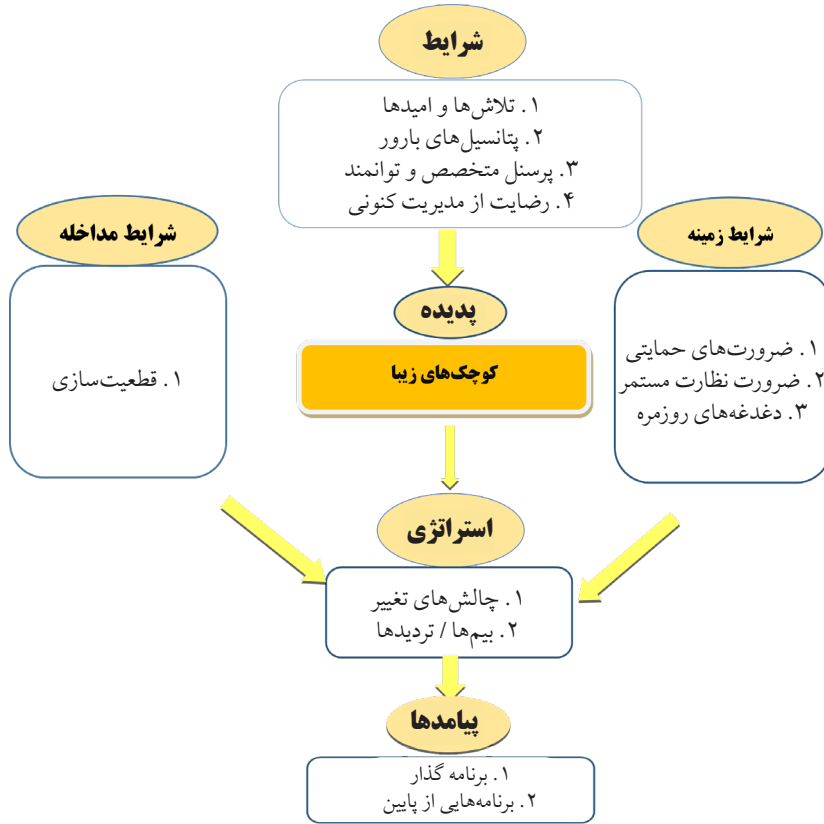 شرایط
۱. تلاش‌ها و امیدها
۲. پتانسیل‌های بارور
۳. پرسنل متخصص و توانمند
۴. رضایت از مدیریت کنونی
شرایط زمینه
۱. ضرورت‌های حمایتی
۲. ضرورت نظارت مستمر
۳. دغدغه‌های روزمره
شرایط مداخله
۱. قطعیت‌سازی
پدیده
کوچک‌های زیبا
استراتژی
۱. چالش‌های تغییر
۲. بیم‌ها / تردیدها
پیامدها
۱. برنامه گذار
۲. برنامه‌هایی از پایین